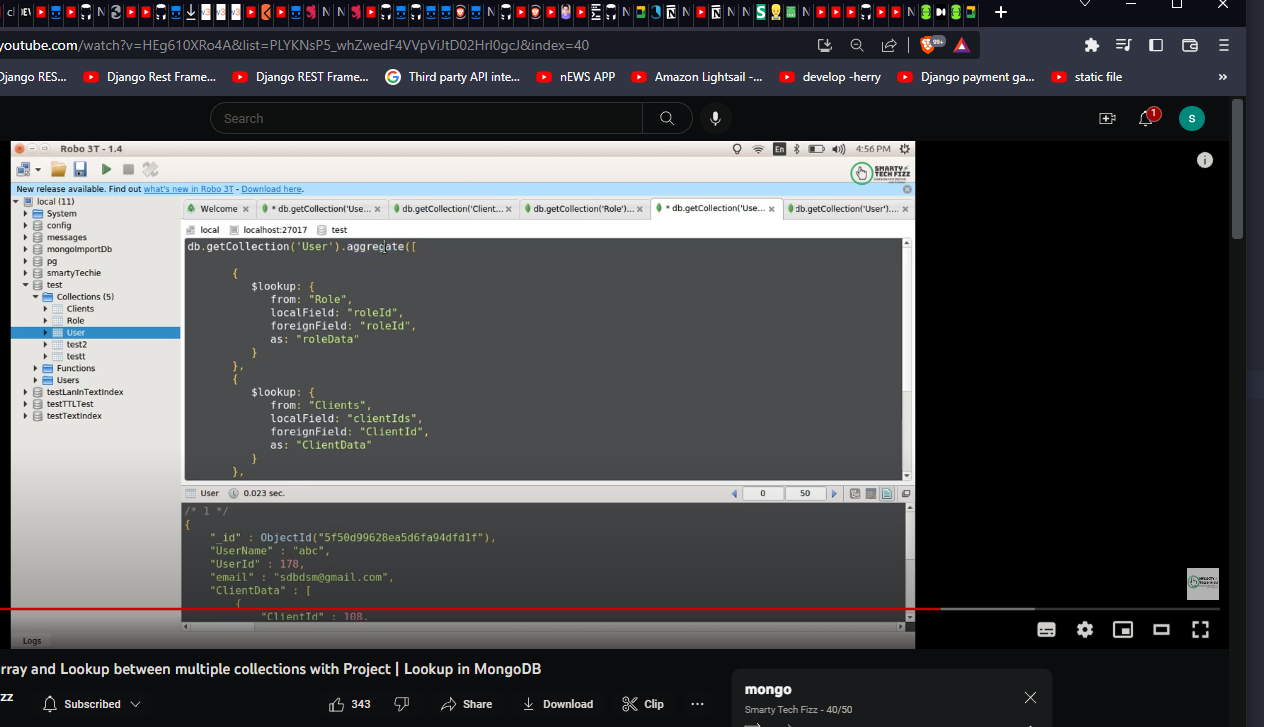 youtube.com/watch?v=HEg610XRo4A&list=PLYKNsP5_whZwedF4VVpViJtD02HrI0gcJ&index=40
99+
Django RES...
Django Rest Frame...
Django REST Frame...
Third party API inte...
nEWS APP
Amazon Lightsail -...
develop -herry
Django payment ga...
static file
»
Search
1
S
Robo 3T - 1.4
En
4:56 PM
SMARTY
TECH FIZZ
New release available. Find out what's new in Robo 3T - Download here.
local (11)
System
config
messages
mongoImportDb
pg
smartyTechie
test
Collections (5)
Clients
Role
User
test2
testt
Functions
Users
testLanInTextIndex
testTTLTest
testTextIndex
Welcome
* db.getCollection('Use...
db.getCollection('Client...
db.getCollection('Role')...
* db.getCollection('Use...
db.getCollection('User')....
local
localhost:27017
test
db.getCollection('User').aggregate([
{
$lookup: {
from: "Role",
localField: "roleId",
foreignField: "roleId",
as: "roleData"
}
},
{
$lookup: {
from: "Clients",
localField: "clientIds",
foreignField: "ClientId",
as: "ClientData"
}
},
User
0.023 sec.
0
50
/* 1 */
{
"_id" : ObjectId("5f50d99628ea5d6fa94dfd1f"),
"UserName" : "abc",
"UserId" : 178,
"email" : "sdbdsm@gmail.com",
"ClientData" : [
{
"ClientId" : 108,
Logs
rray and Lookup between multiple collections with Project | Lookup in MongoDB
zz
Subscribed
343
Share
Download
Clip
...
mongo
Smarty Tech Fizz - 40/50